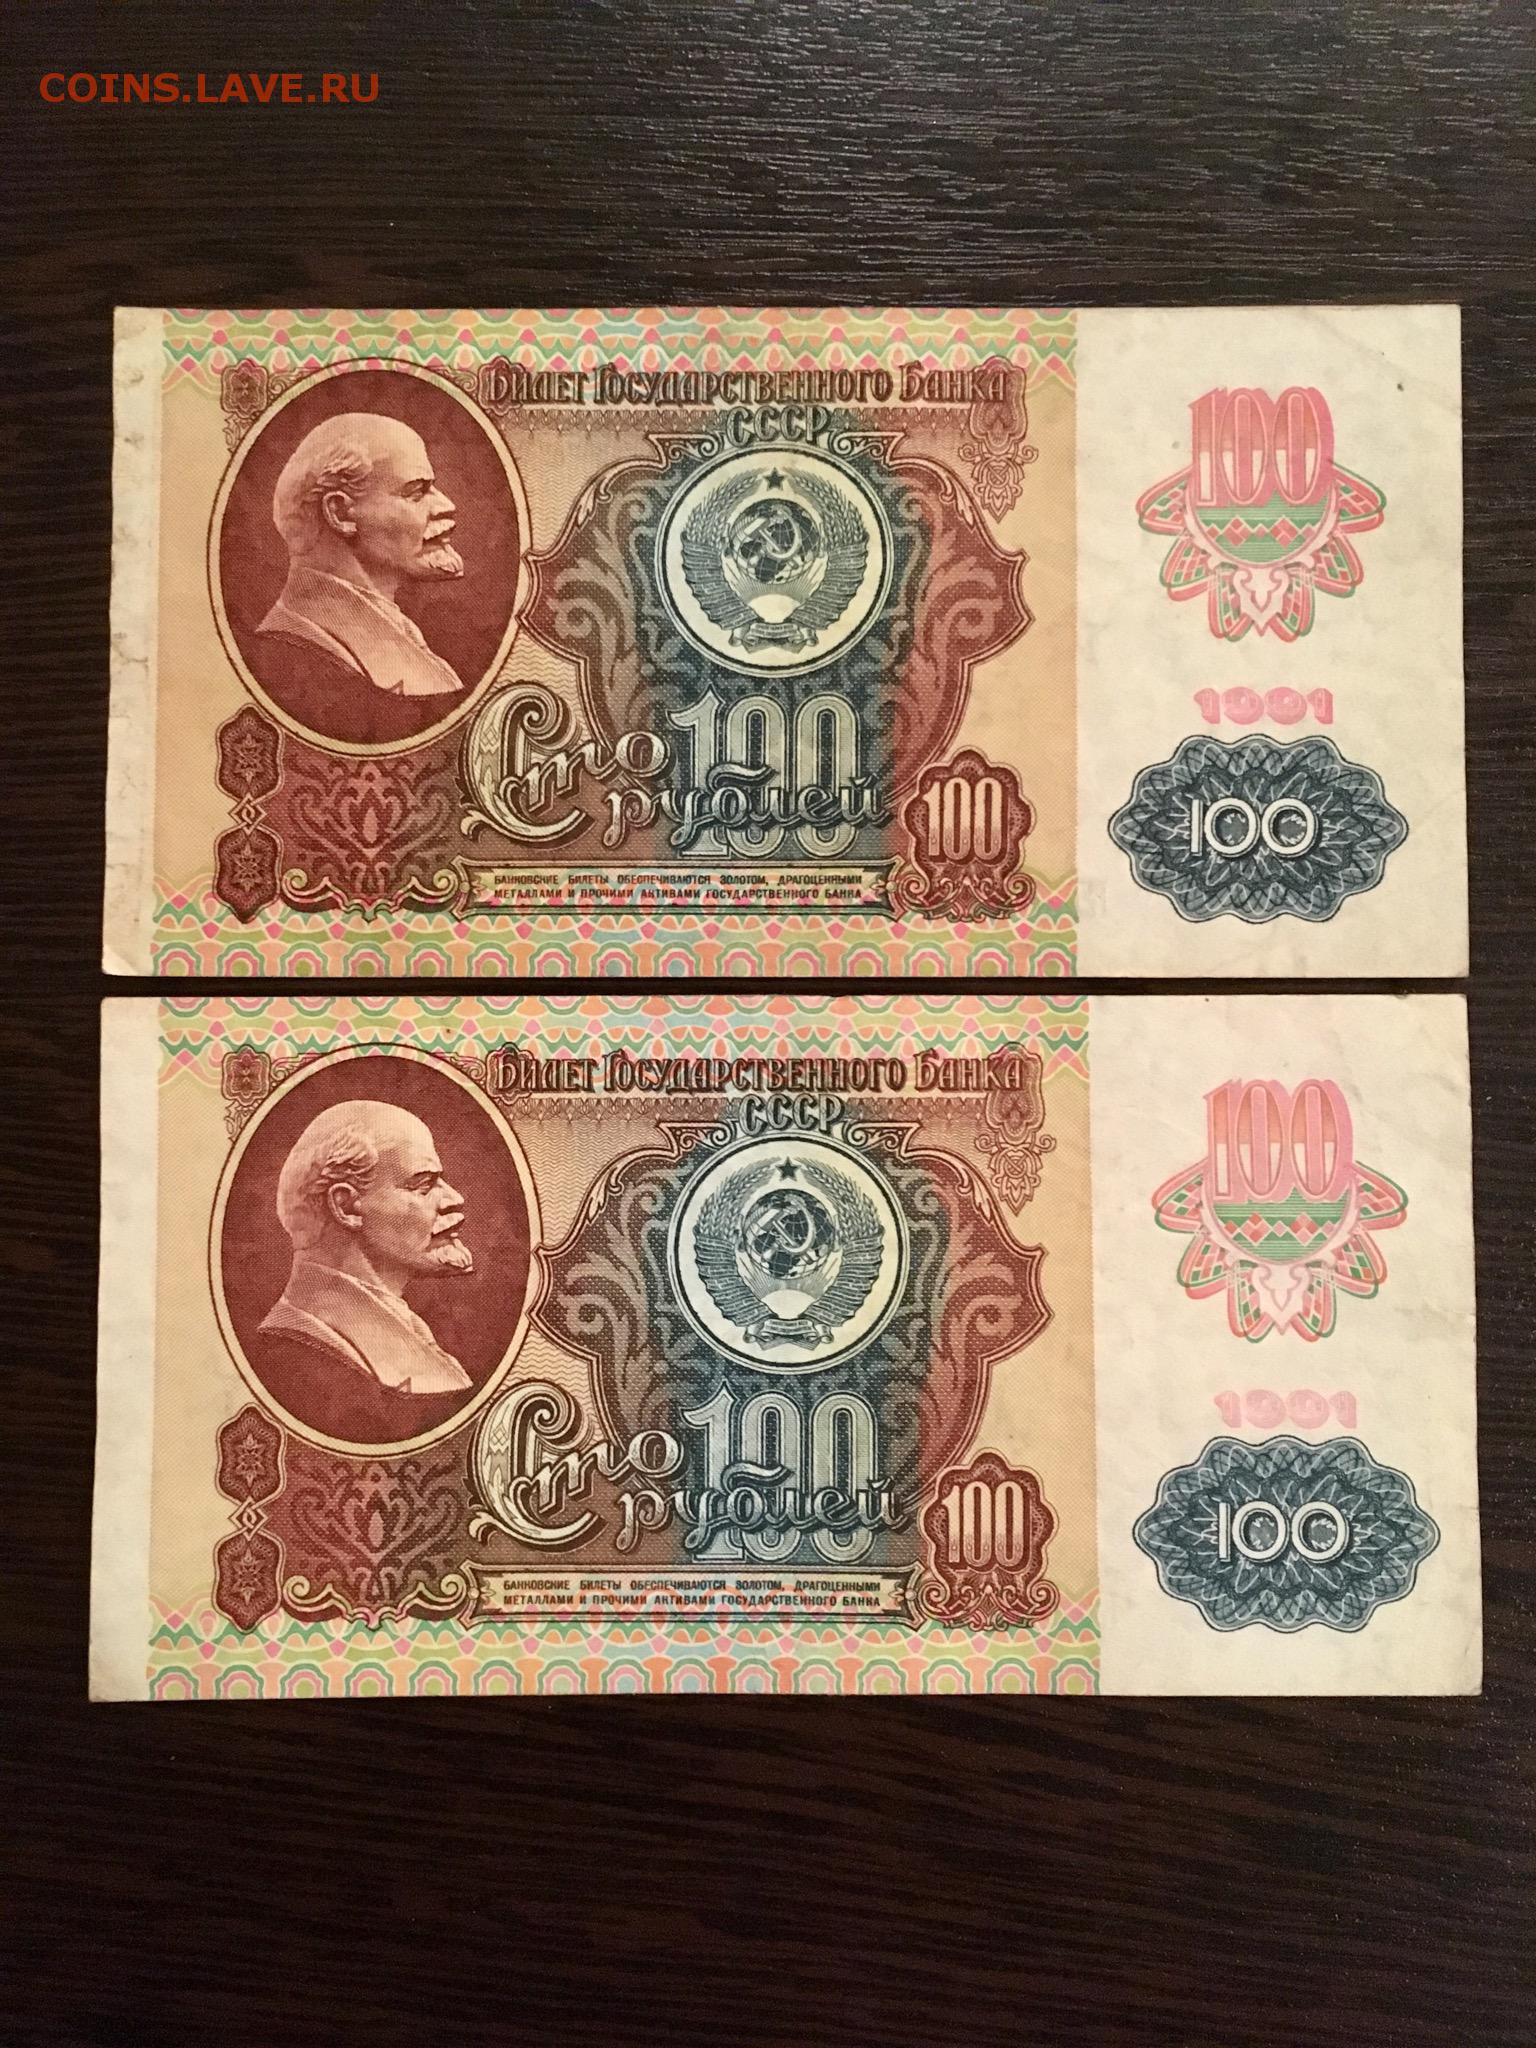 COINS.LAVE.RU
Билет Государственного Банка
СССР
100
1991
100
Сто
рублей
100
100
Банковские билеты обеспечиваются золотом, драгоценными
металлами и прочими активами Государственного банка
100
Билет Государственного Банка
СССР
100
1991
100
Сто
рублей
100
100
Банковские билеты обеспечиваются золотом, драгоценными
металлами и прочими активами Государственного банка